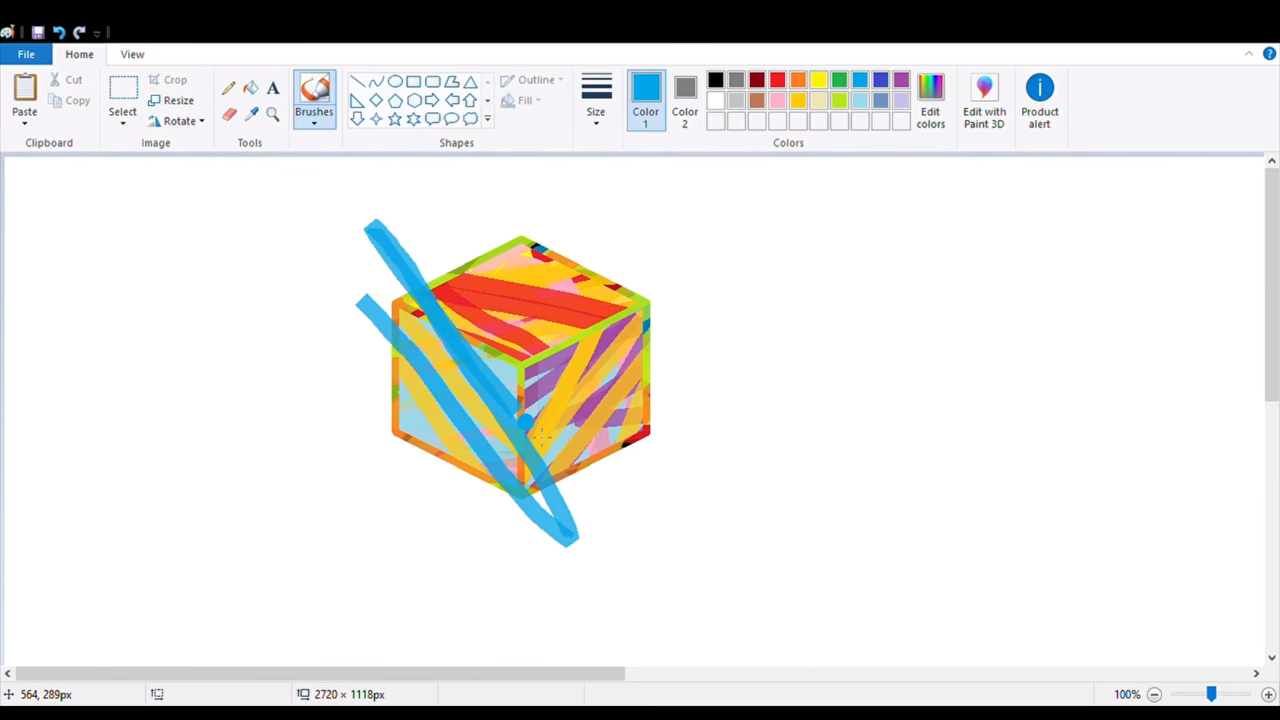 File Home View
Paste
Cut
Copy
Clipboard
Select
Crop
Resize
Rotate
Image
A
Tools
Brushes
Outline
Fill
Shapes
Size
Color
1
Color
2
Edit
colors
Colors
Edit with
Paint 3D
Product
alert
564, 289px
2720 × 1118px
100%